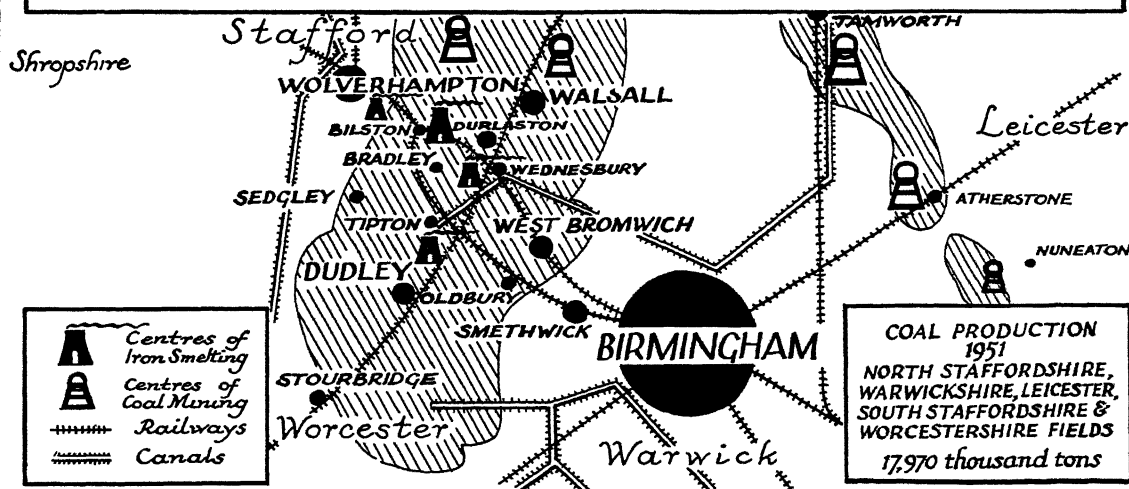 TAMWORTH
Stafford
Shropshire
WOLVERHAMPTON
WALSALL
BILSTON
DURLASTON
Leicester
BRADLEY
WEDNESBURY
SEDGLEY
ATHERSTONE
TIPTON
WEST BROMWICH
NUNEATON
DUDLEY
OLDBURY
SMETHWICK
BIRMINGHAM
STOURBRIDGE
Worcester
Warwick
Centres of
Iron Smelting
Centres of
Coal Mining
Railways
Canals
COAL PRODUCTION
1951
NORTH STAFFORDSHIRE,
WARWICKSHIRE, LEICESTER,
SOUTH STAFFORDSHIRE &
WORCESTERSHIRE FIELDS
17,970 thousand tons